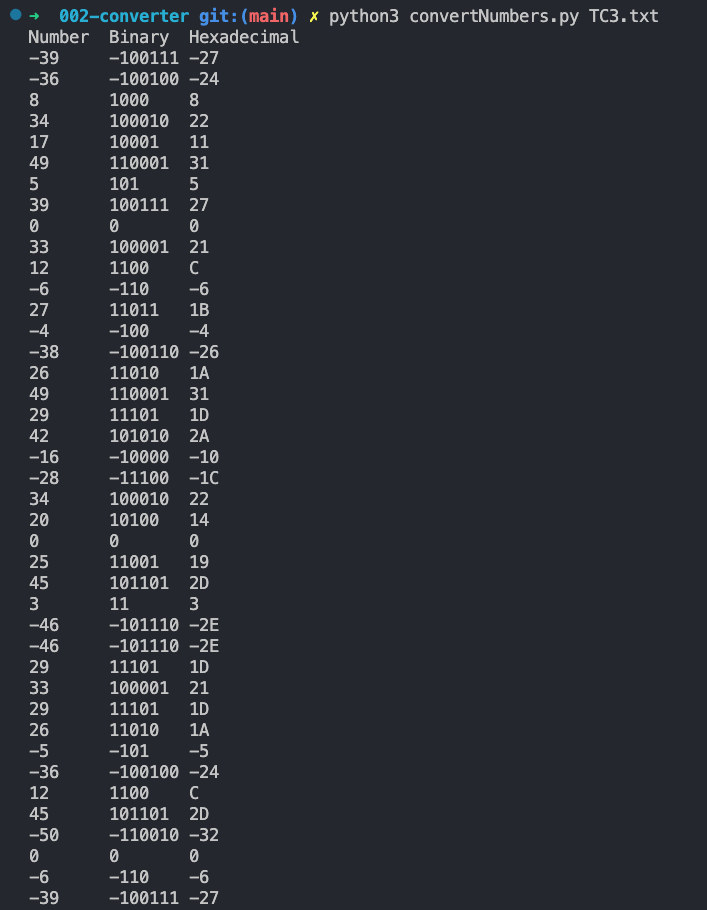 ➜  002-converter git:(main) ✗ python3 convertNumbers.py TC3.txt
Number  Binary  Hexadecimal
-39     -100111 -27
-36     -100100 -24
8       1000    8
34      100010  22
17      10001   11
49      110001  31
5       101     5
39      100111  27
0       0       0
33      100001  21
12      1100    C
-6      -110    -6
27      11011   1B
-4      -100    -4
-38     -100110 -26
26      11010   1A
49      110001  31
29      11101   1D
42      101010  2A
-16     -10000  -10
-28     -11100  -1C
34      100010  22
20      10100   14
0       0       0
25      11001   19
45      101101  2D
3       11      3
-46     -101110 -2E
-46     -101110 -2E
29      11101   1D
33      100001  21
29      11101   1D
26      11010   1A
-5      -101    -5
-36     -100100 -24
12      1100    C
45      101101  2D
-50     -110010 -32
0       0       0
-6      -110    -6
-39     -100111 -27